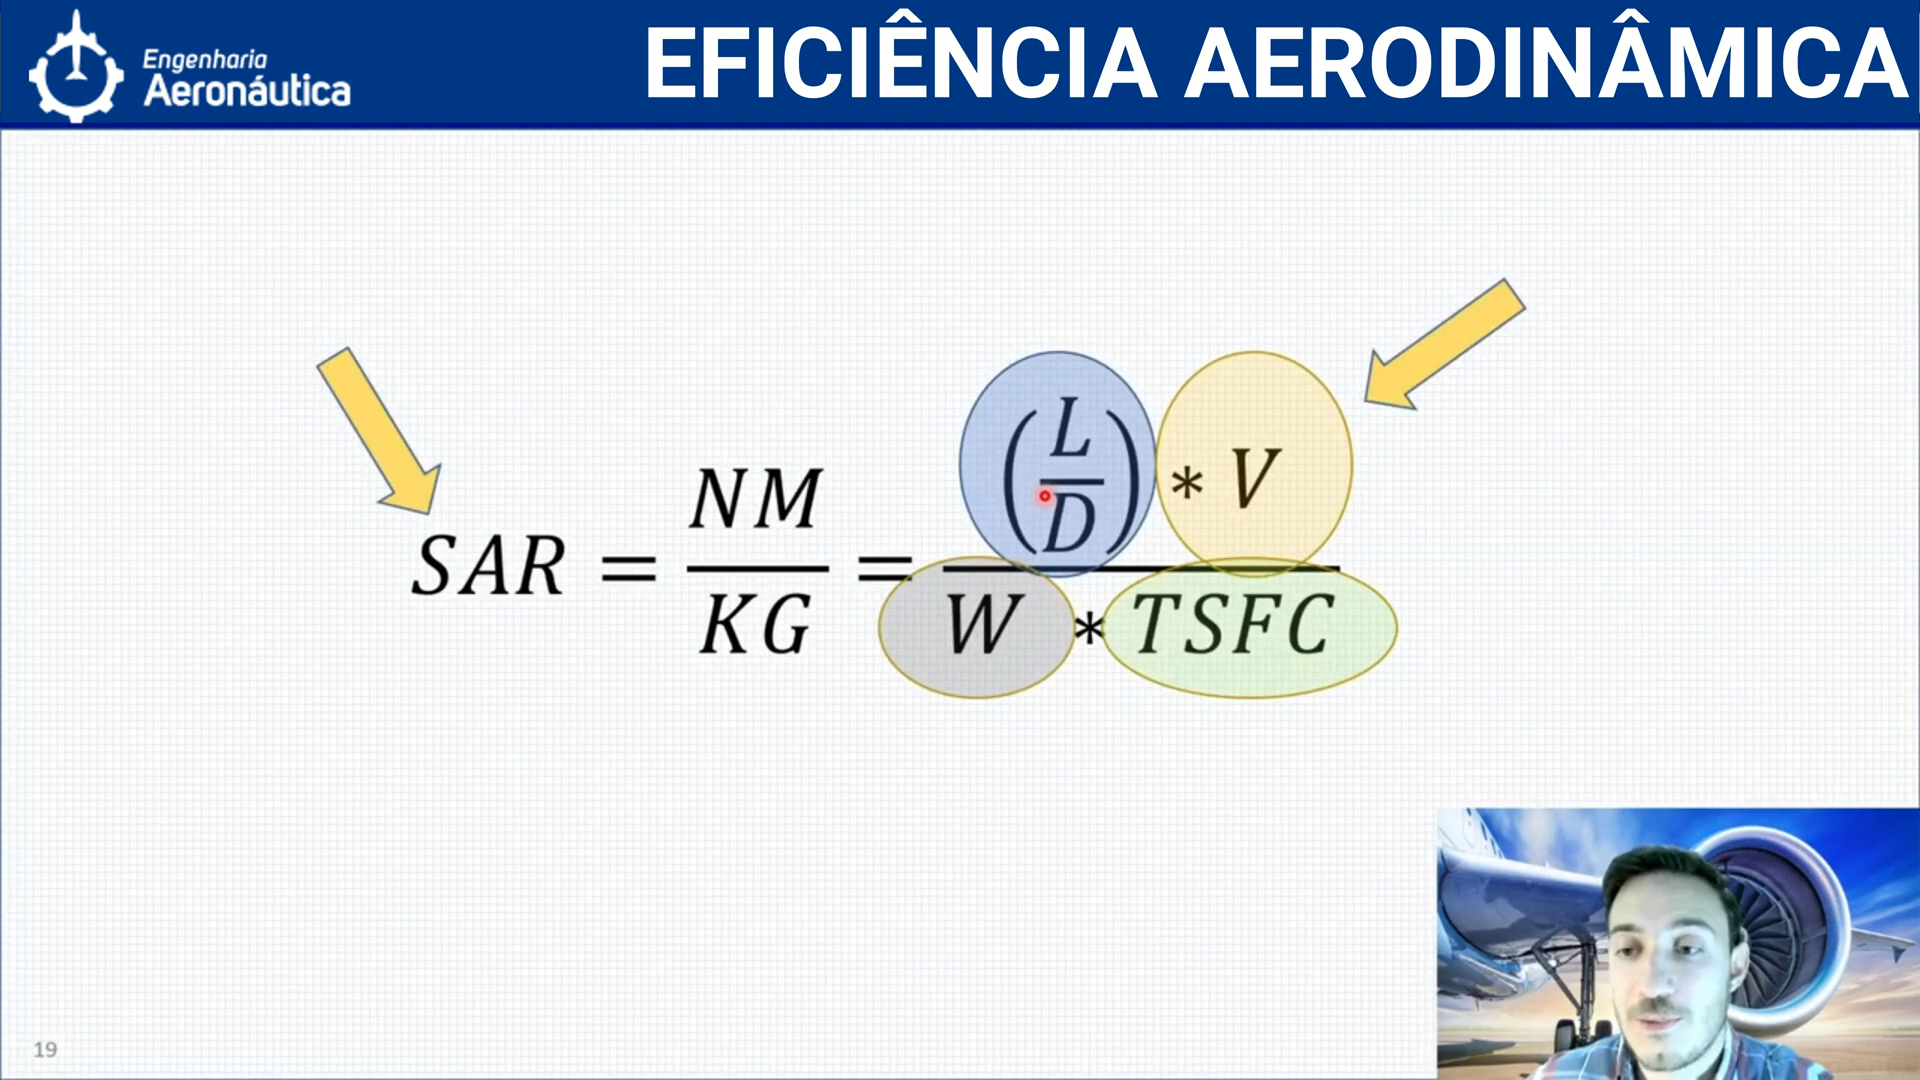 Engenharia
Aeronáutica
EFICIÊNCIA AERODINÂMICA
SAR = NM/KG = (L/D) * V / W * TSFC
19